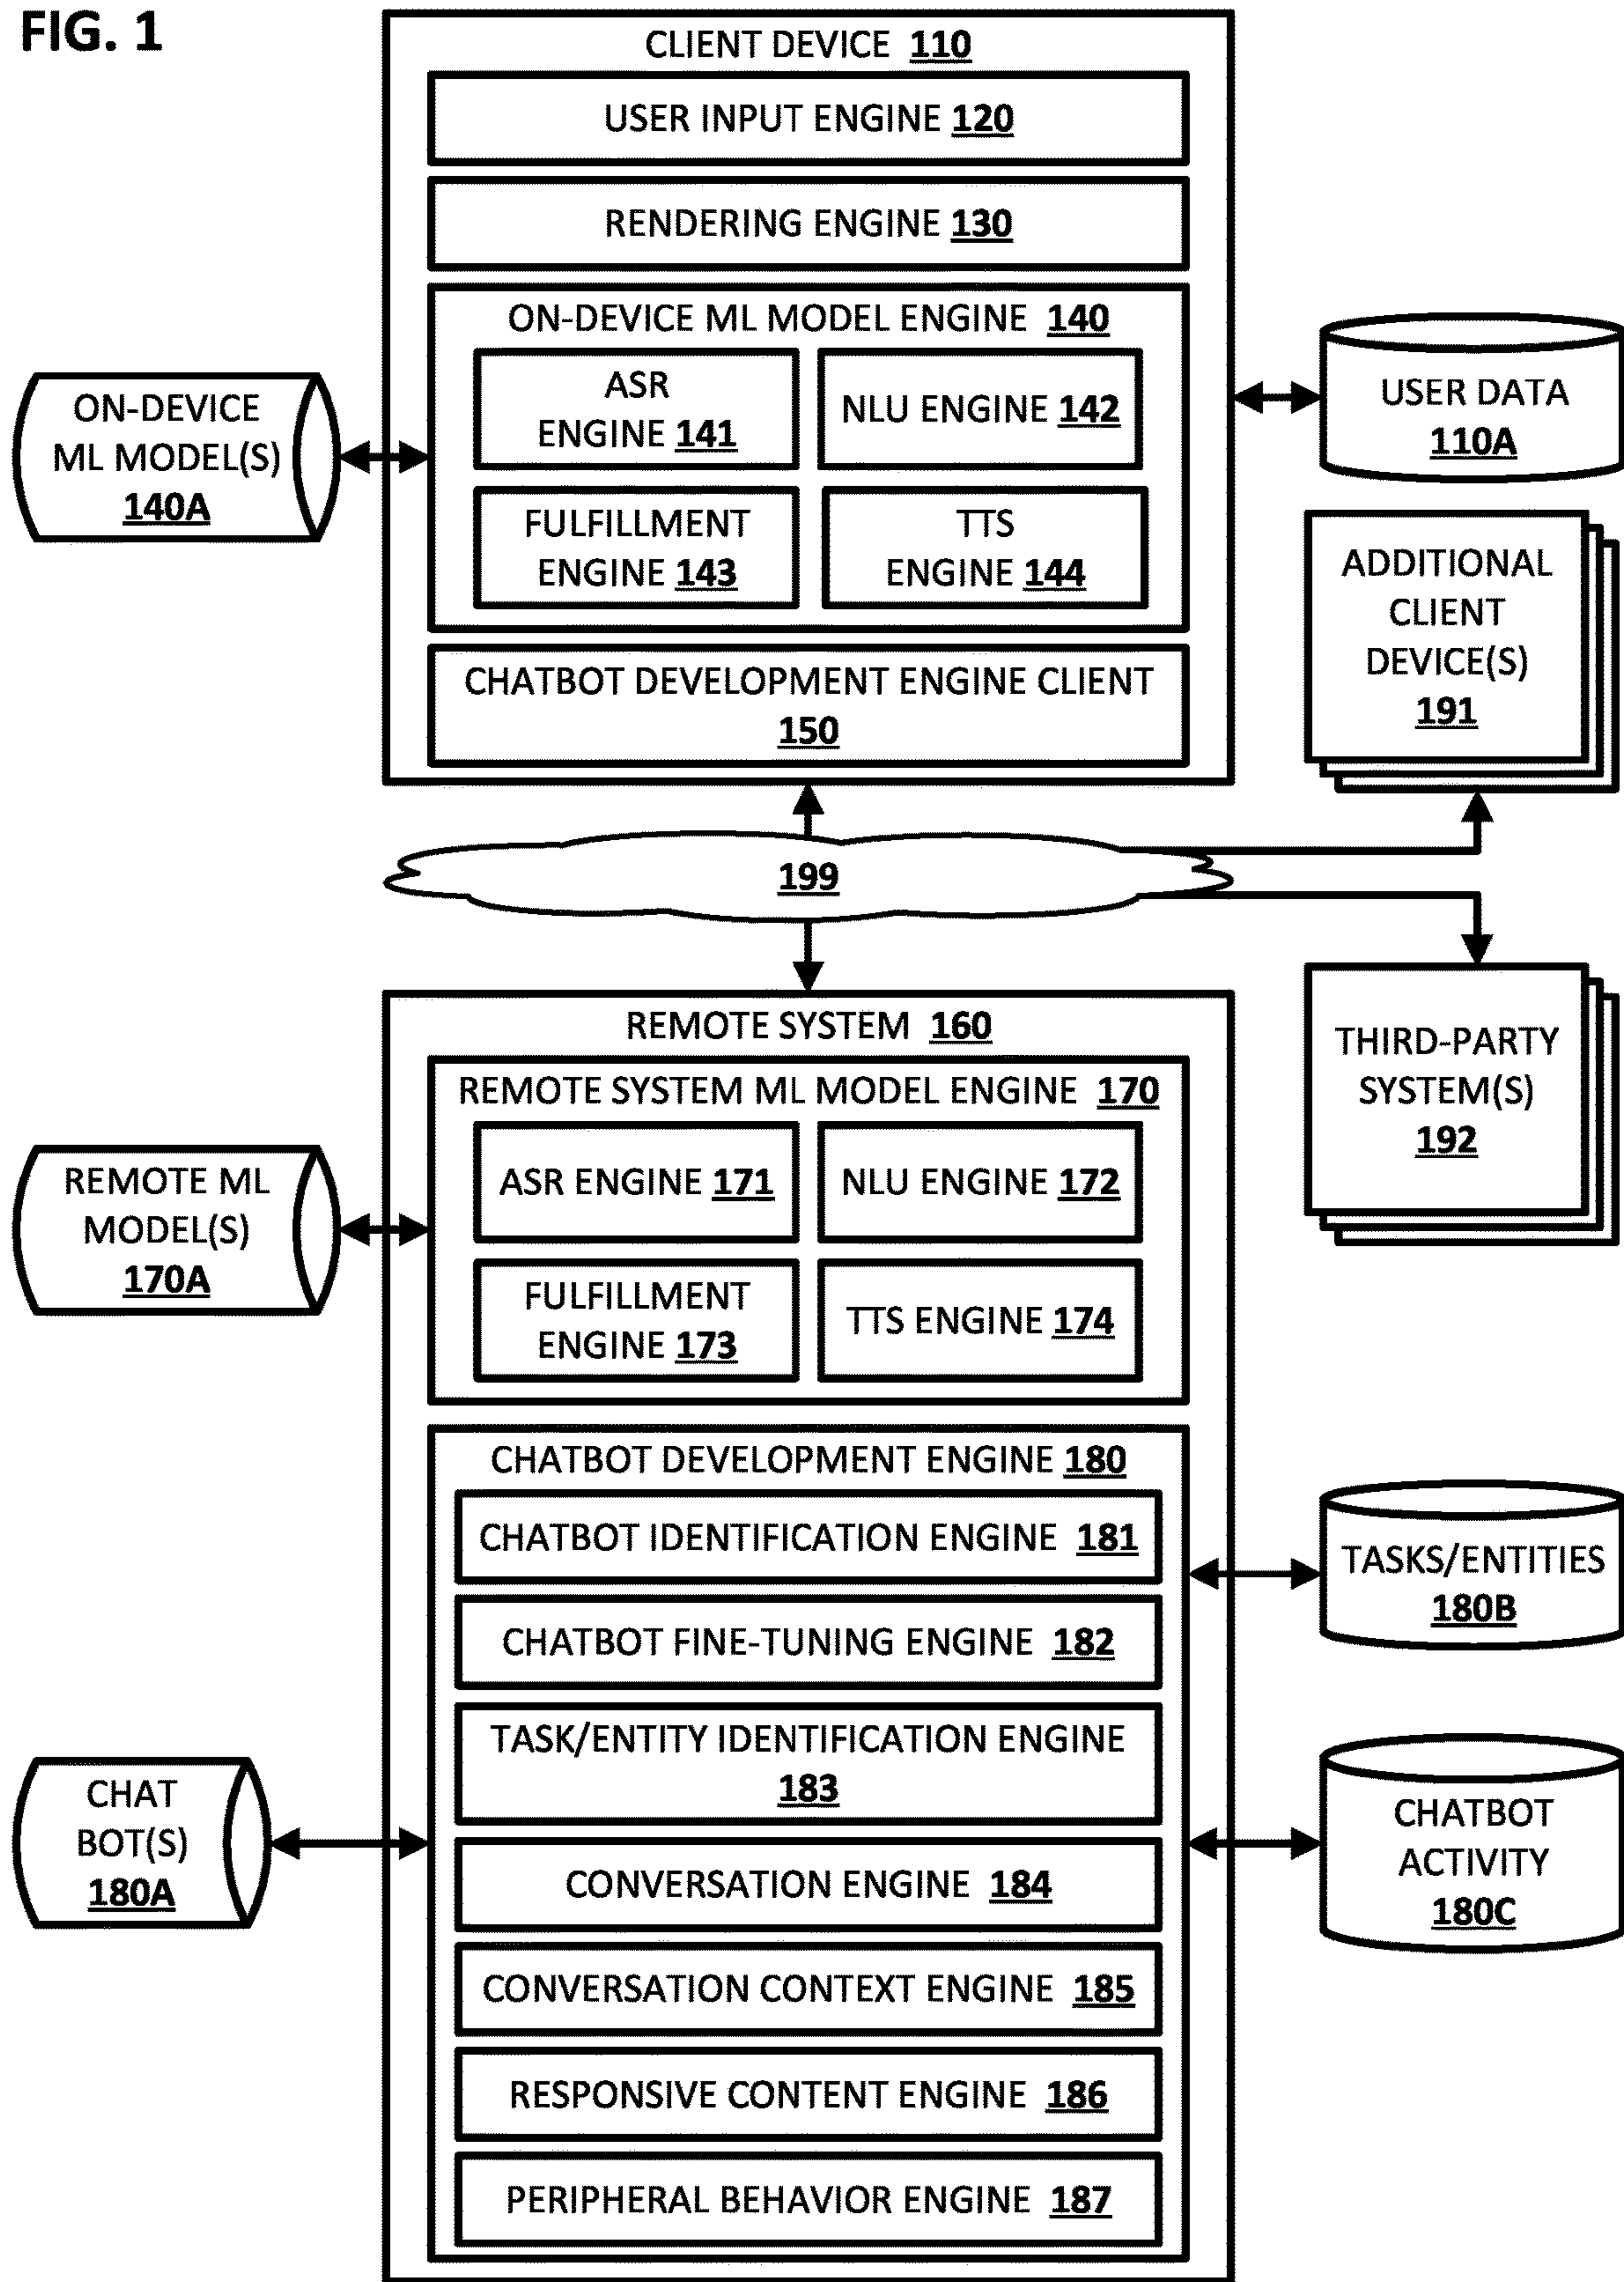 FIG. 1
CLIENT DEVICE 110
USER INPUT ENGINE 120
RENDERING ENGINE 130
ON-DEVICE ML MODEL ENGINE 140
ASR
ENGINE 141
NLU ENGINE 142
FULFILLMENT
ENGINE 143
TTS
ENGINE 144
CHATBOT DEVELOPMENT ENGINE CLIENT
150
ON-DEVICE
ML MODEL(S)
140A
USER DATA
110A
ADDITIONAL
CLIENT
DEVICE(S)
191
199
THIRD-PARTY
SYSTEM(S)
192
REMOTE SYSTEM 160
REMOTE SYSTEM ML MODEL ENGINE 170
ASR ENGINE 171
NLU ENGINE 172
FULFILLMENT
ENGINE 173
TTS ENGINE 174
REMOTE ML
MODEL(S)
170A
CHATBOT DEVELOPMENT ENGINE 180
CHATBOT IDENTIFICATION ENGINE 181
CHATBOT FINE-TUNING ENGINE 182
TASK/ENTITY IDENTIFICATION ENGINE
183
CONVERSATION ENGINE 184
CONVERSATION CONTEXT ENGINE 185
RESPONSIVE CONTENT ENGINE 186
PERIPHERAL BEHAVIOR ENGINE 187
CHAT
BOT(S)
180A
TASKS/ENTITIES
180B
CHATBOT
ACTIVITY
180C